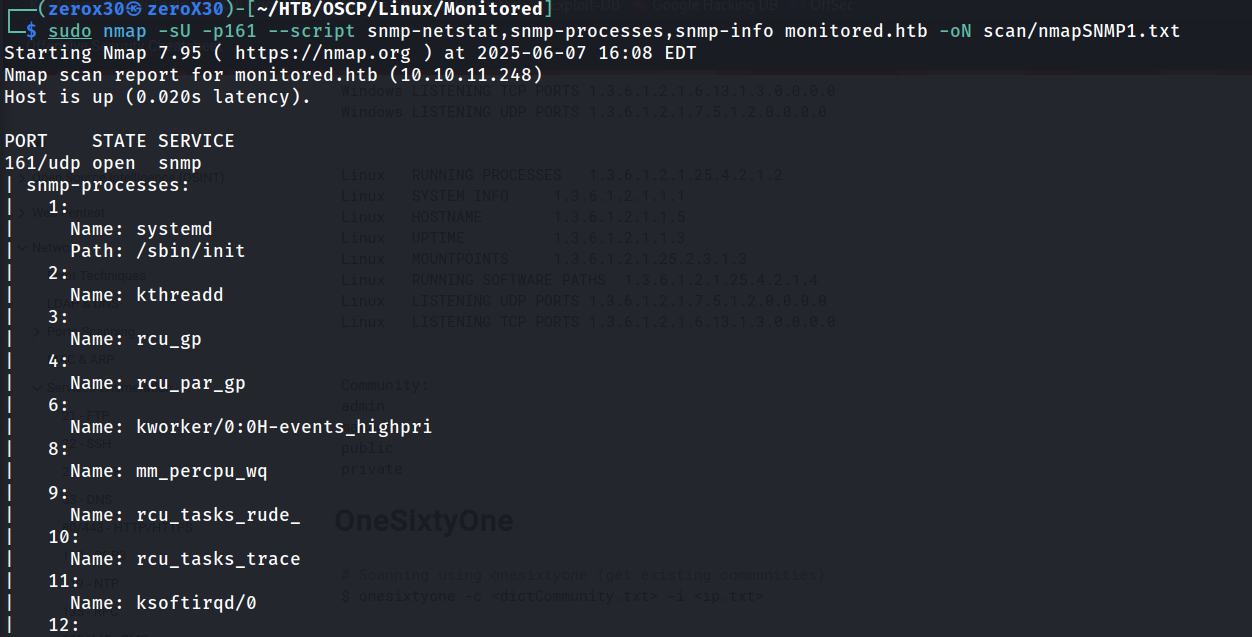 ┌──(zerox30㉿zeroX30)-[~/HTB/OSCP/Linux/Monitored]
└─$ sudo nmap -sU -p161 --script snmp-netstat,snmp-processes,snmp-info monitored.htb -oN scan/nmapSNMP1.txt
Starting Nmap 7.95 ( https://nmap.org ) at 2025-06-07 16:08 EDT
Nmap scan report for monitored.htb (10.10.11.248)
Host is up (0.020s latency).

PORT    STATE SERVICE
161/udp open  snmp
| snmp-processes:
|   1:
|     Name: systemd
|     Path: /sbin/init
|   2:
|     Name: kthreadd
|   3:
|     Name: rcu_gp
|   4:
|     Name: rcu_par_gp
|   6:
|     Name: kworker/0:0H-events_highpri
|   8:
|     Name: mm_percpu_wq
|   9:
|     Name: rcu_tasks_rude_
|   10:
|     Name: rcu_tasks_trace
|   11:
|     Name: ksoftirqd/0
|   12:
Google Hacking DB
Windows LISTENING TCP PORTS 1.3.6.1.2.1.6.13.1.3.0.0.0.0
Windows LISTENING UDP PORTS 1.3.6.1.2.1.7.5.1.2.0.0.0.0
Linux RUNNING PROCESSES 1.3.6.1.2.1.25.4.2.1.2
Linux SYSTEM INFO 1.3.6.1.2.1.1.1
Linux HOSTNAME 1.3.6.1.2.1.1.5
Linux UPTIME 1.3.6.1.2.1.1.3
Linux MOUNTPOINTS 1.3.6.1.2.1.25.2.3.1.3
Linux RUNNING SOFTWARE PATHS 1.3.6.1.2.1.25.4.2.1.4
Linux LISTENING UDP PORTS 1.3.6.1.2.1.7.5.1.2.0.0.0.0
Linux LISTENING TCP PORTS 1.3.6.1.2.1.6.13.1.3.0.0.0.0
Community:
admin
public
private
OneSixtyOne
# Scanning using onesixtyone (get existing communities)
$ onesixtyone -c <dictCommunity.txt> -i <ip.txt>